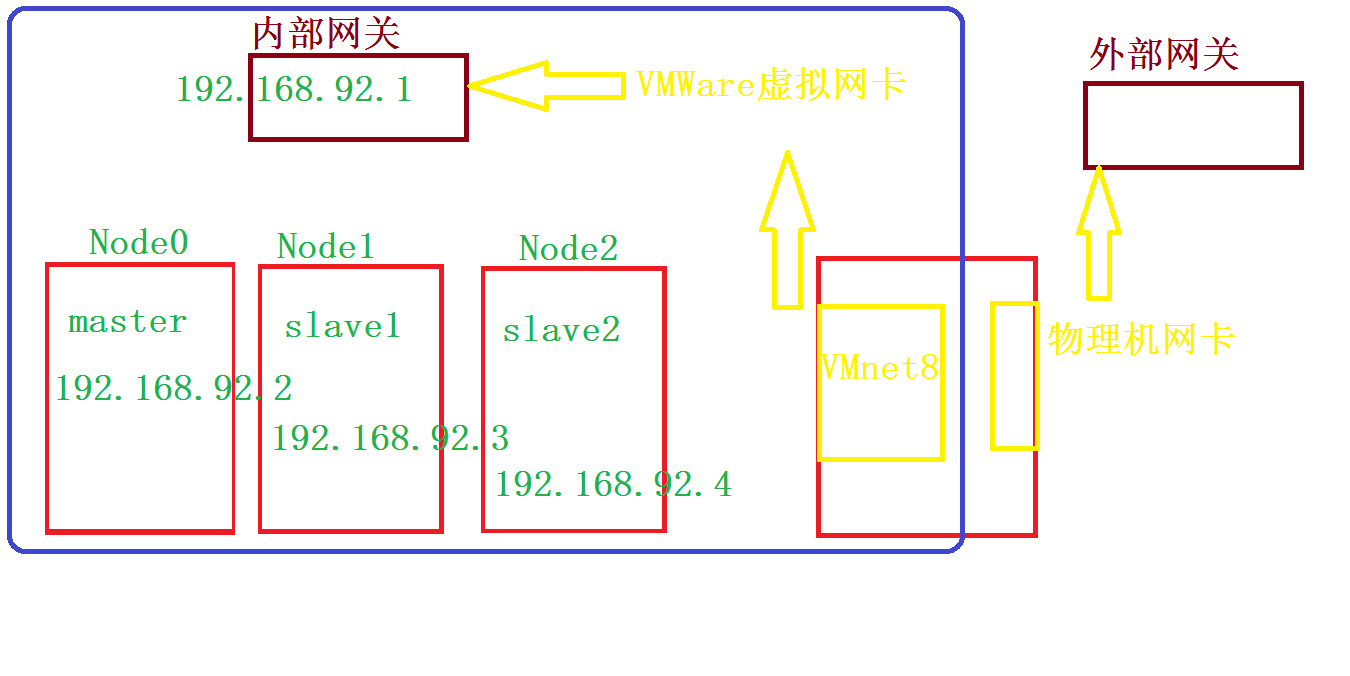 内部网关
外部网关
192.168.92.1
VMWare虚拟网卡
Node0
Node1
Node2
master
slave1
slave2
物理机网卡
VMnet8
192.168.92.2
192.168.92.3
192.168.92.4